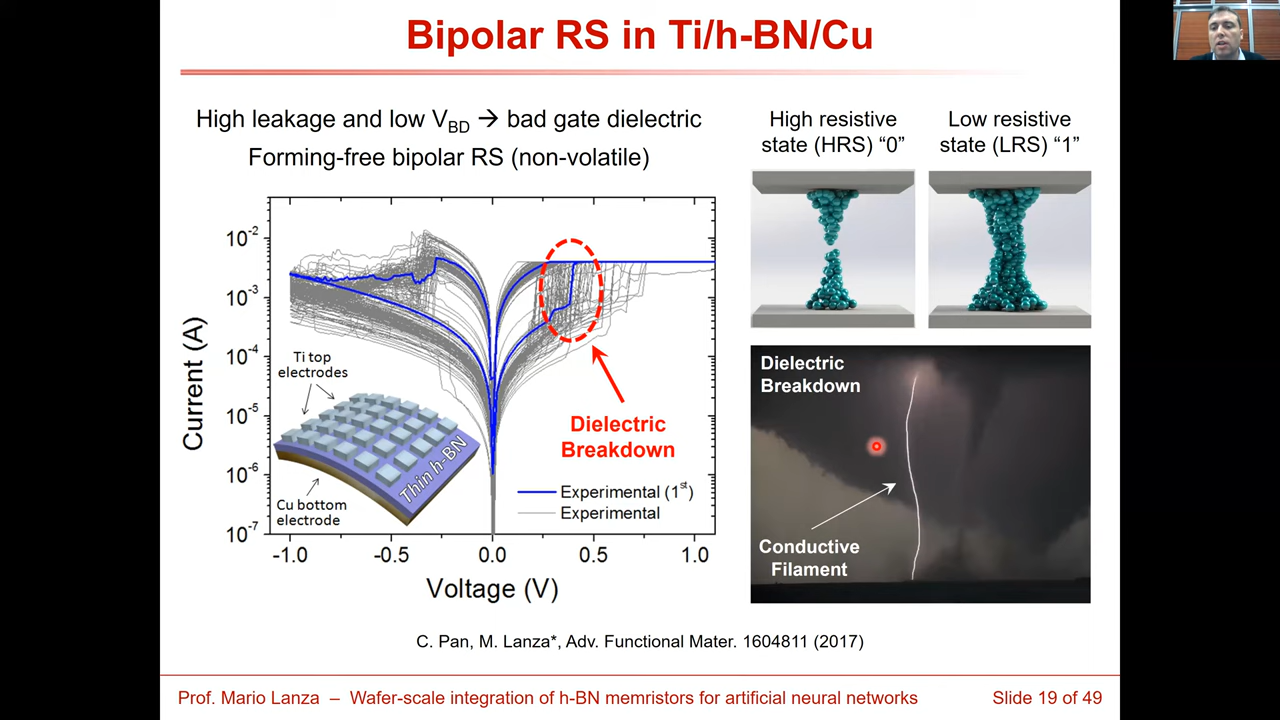 Bipolar RS in Ti/h-BN/Cu
High leakage and low VBD → bad gate dielectric
Forming-free bipolar RS (non-volatile)
High resistive
state (HRS) “0”
Low resistive
state (LRS) “1”
Current (A)
10-2
10-3
10-4
10-5
10-6
10-7
Ti top
electrodes
Thin h-BN
Cu bottom
electrode
Dielectric
Breakdown
Experimental (1st)
Experimental
-1.0
-0.5
0.0
0.5
1.0
Voltage (V)
Dielectric
Breakdown
Conductive
Filament
C. Pan, M. Lanza*, Adv. Functional Mater. 1604811 (2017)
Prof. Mario Lanza – Wafer-scale integration of h-BN memristors for artificial neural networks
Slide 19 of 49